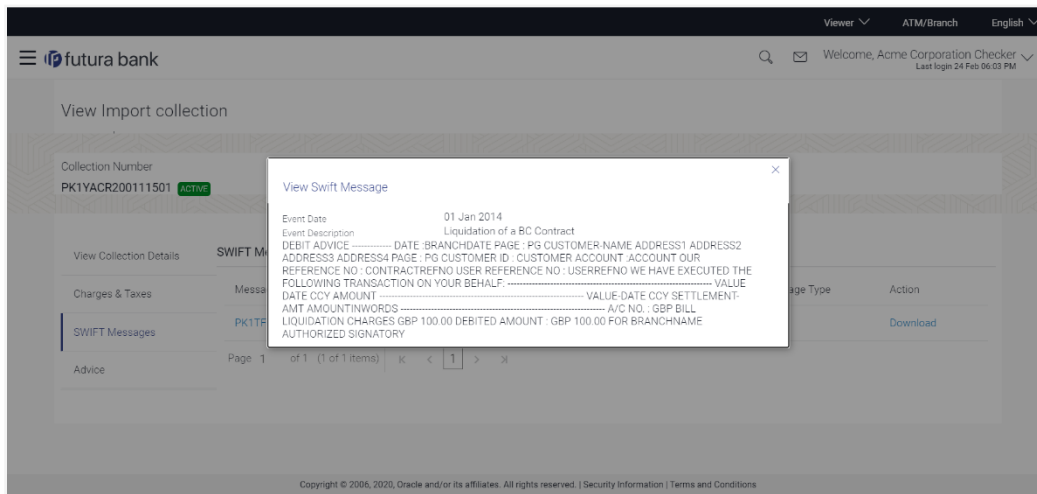 Viewer ATM/Branch English
futura bank
Welcome, Acme Corporation Checker
Last login 24 Feb 06:03 PM
View Import collection
Collection Number
PK1YACR200111501 ACTIVE
View Swift Message
Event Date 01 Jan 2014
Event Description Liquidation of a BC Contract
DEBIT ADVICE ------------ DATE :BRANCHDATE PAGE : PG CUSTOMER-NAME ADDRESS1 ADDRESS2
ADDRESS3 ADDRESS4 PAGE : PG CUSTOMER ID : CUSTOMER ACCOUNT :ACCOUNT OUR
REFERENCE NO : CONTRACTREFNO USER REFERENCE NO : USERREFNO WE HAVE EXECUTED THE
FOLLOWING TRANSACTION ON YOUR BEHALF: ------------------------------------------------------------ VALUE
DATE CCY AMOUNT ------------------------------------------------------------ VALUE-DATE CCY SETTLEMENT-
AMT AMOUNTINWORDS ------------------------------------------------------------ A/C NO. : GBP BILL
LIQUIDATION CHARGES GBP 100.00 DEBITED AMOUNT : GBP 100.00 FOR BRANCHNAME
AUTHORIZED SIGNATORY
View Collection Details
Charges & Taxes
SWIFT Messages
Advice
SWIFT M
Messa
age Type Action
PK1TF
Download
Page 1 of 1 (1 of 1 items) 1
Copyright © 2006, 2020, Oracle and/or its affiliates. All rights reserved. | Security Information | Terms and Conditions